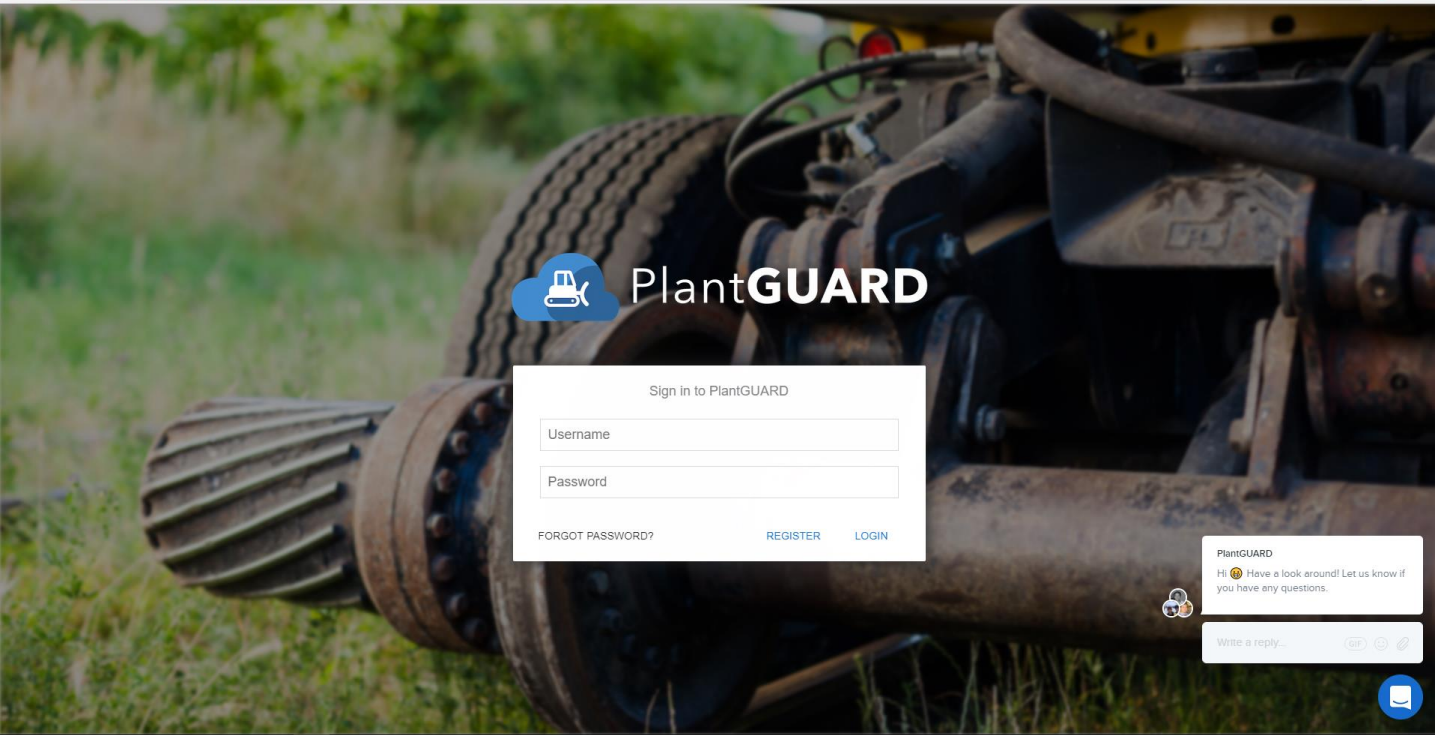 PlantGUARD
Sign in to PlantGUARD
Username
Password
FORGOT PASSWORD? REGISTER LOGIN
PlantGUARD
Hi 😄 Have a look around! Let us know if
you have any questions.
Write a reply...
GIF